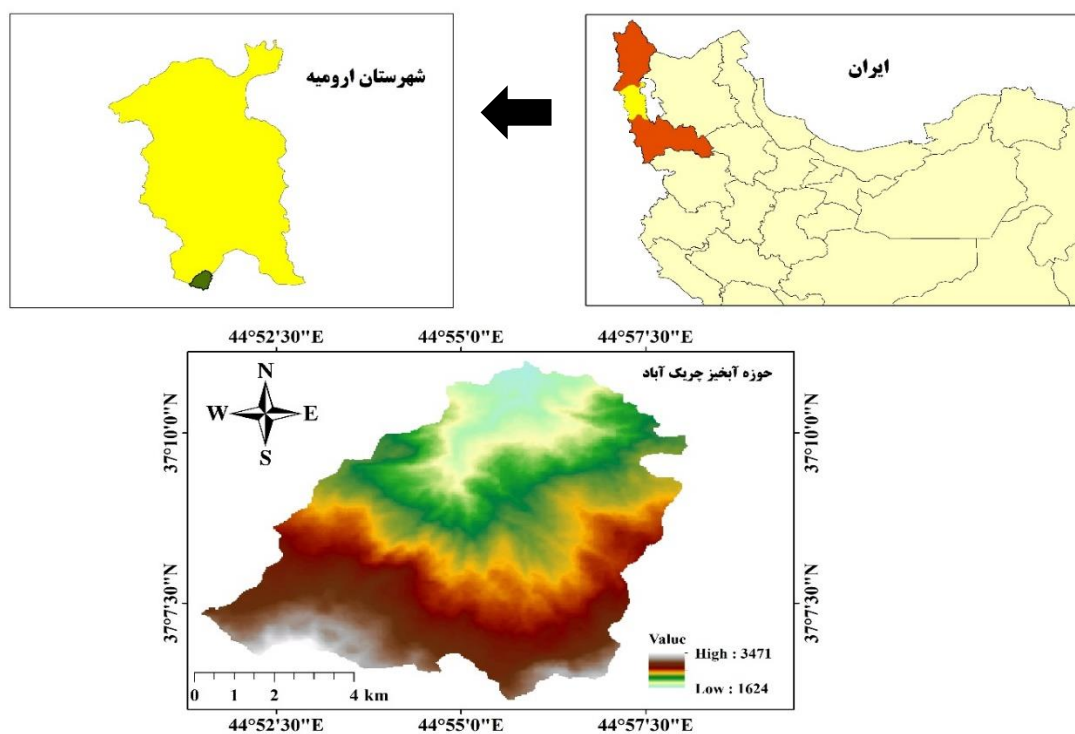 شهرستان ارومیه
ایران
44°52'30"E 44°55'0"E 44°57'30"E
حوزه آبخیز چریک آباد
N
W E
S
37°10'0"N 37°10'0"N
37°7'30"N 37°7'30"N
Value
High : 3471
Low : 1624
0 1 2 4 km
44°52'30"E 44°55'0"E 44°57'30"E